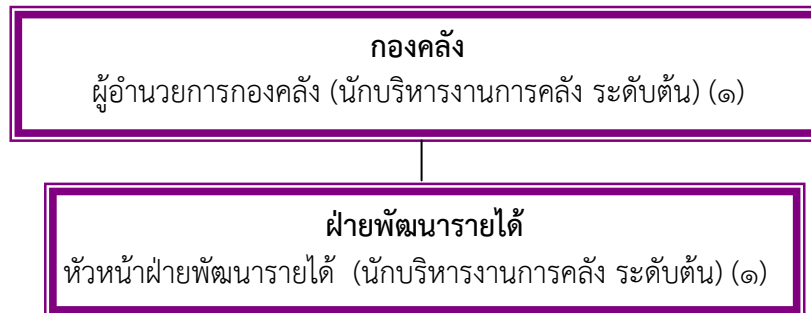 กองคลัง
ผู้อำนวยการกองคลัง (นักบริหารงานการคลัง ระดับต้น) (๑)
ฝ่ายพัฒนารายได้
หัวหน้าฝ่ายพัฒนารายได้ (นักบริหารงานการคลัง ระดับต้น) (๑)